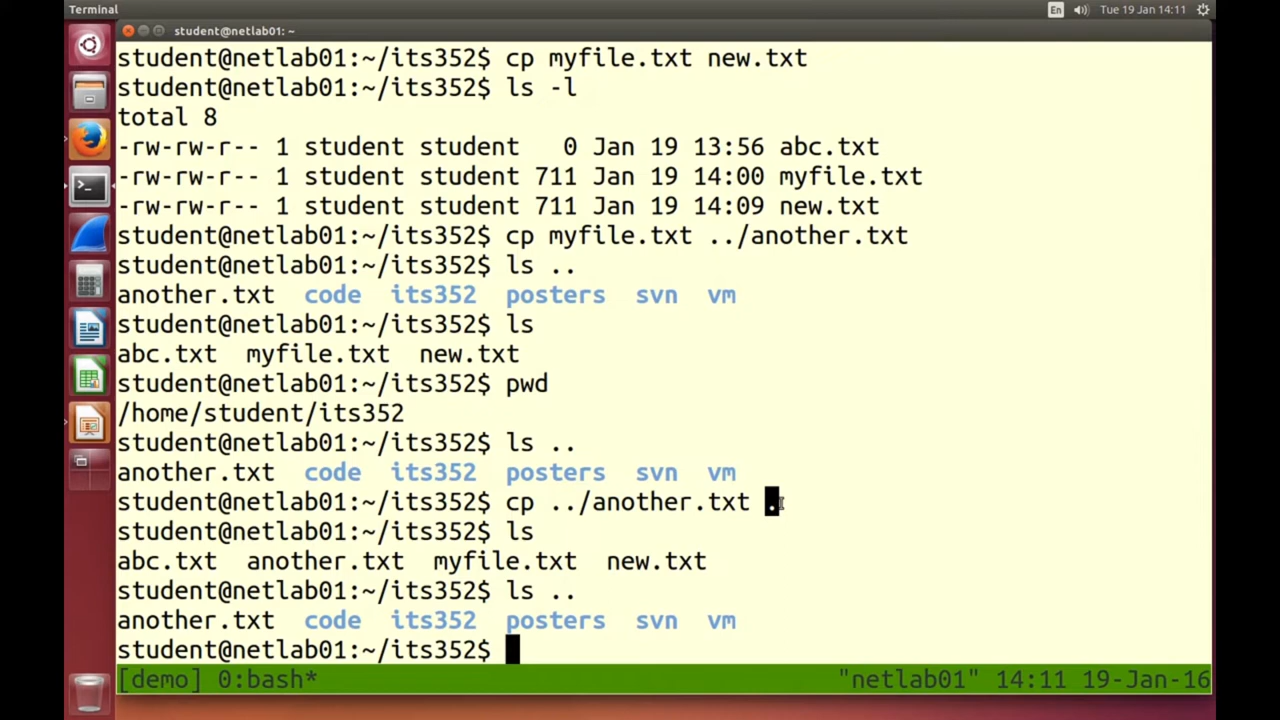 Terminal
En
Tue 19 Jan 14:11
student@netlab01: ~
student@netlab01:~/its352$ cp myfile.txt new.txt
student@netlab01:~/its352$ ls -l
total 8
-rw-rw-r-- 1 student student   0 Jan 19 13:56 abc.txt
-rw-rw-r-- 1 student student 711 Jan 19 14:00 myfile.txt
-rw-rw-r-- 1 student student 711 Jan 19 14:09 new.txt
student@netlab01:~/its352$ cp myfile.txt ../another.txt
student@netlab01:~/its352$ ls ..
another.txt  code  its352  posters  svn  vm
student@netlab01:~/its352$ ls
abc.txt  myfile.txt  new.txt
student@netlab01:~/its352$ pwd
/home/student/its352
student@netlab01:~/its352$ ls ..
another.txt  code  its352  posters  svn  vm
student@netlab01:~/its352$ cp ../another.txt .
student@netlab01:~/its352$ ls
abc.txt  another.txt  myfile.txt  new.txt
student@netlab01:~/its352$ ls ..
another.txt  code  its352  posters  svn  vm
student@netlab01:~/its352$
[demo] 0:bash*
"netlab01" 14:11 19-Jan-16